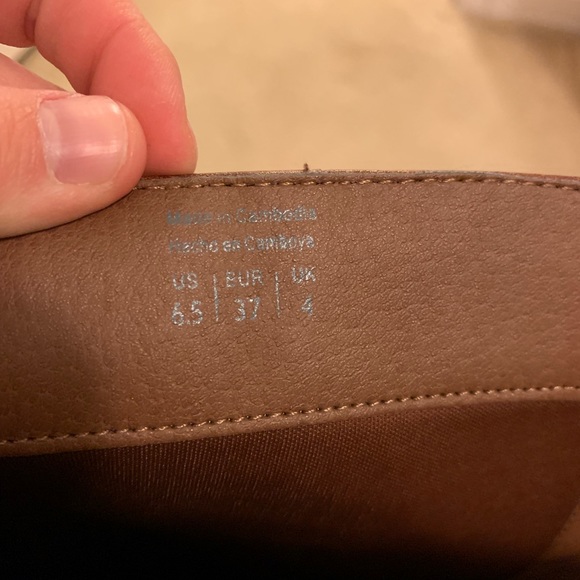 Made in Cambodia
Hecho en Camboya
US | EUR | UK
6.5 | 37 | 4